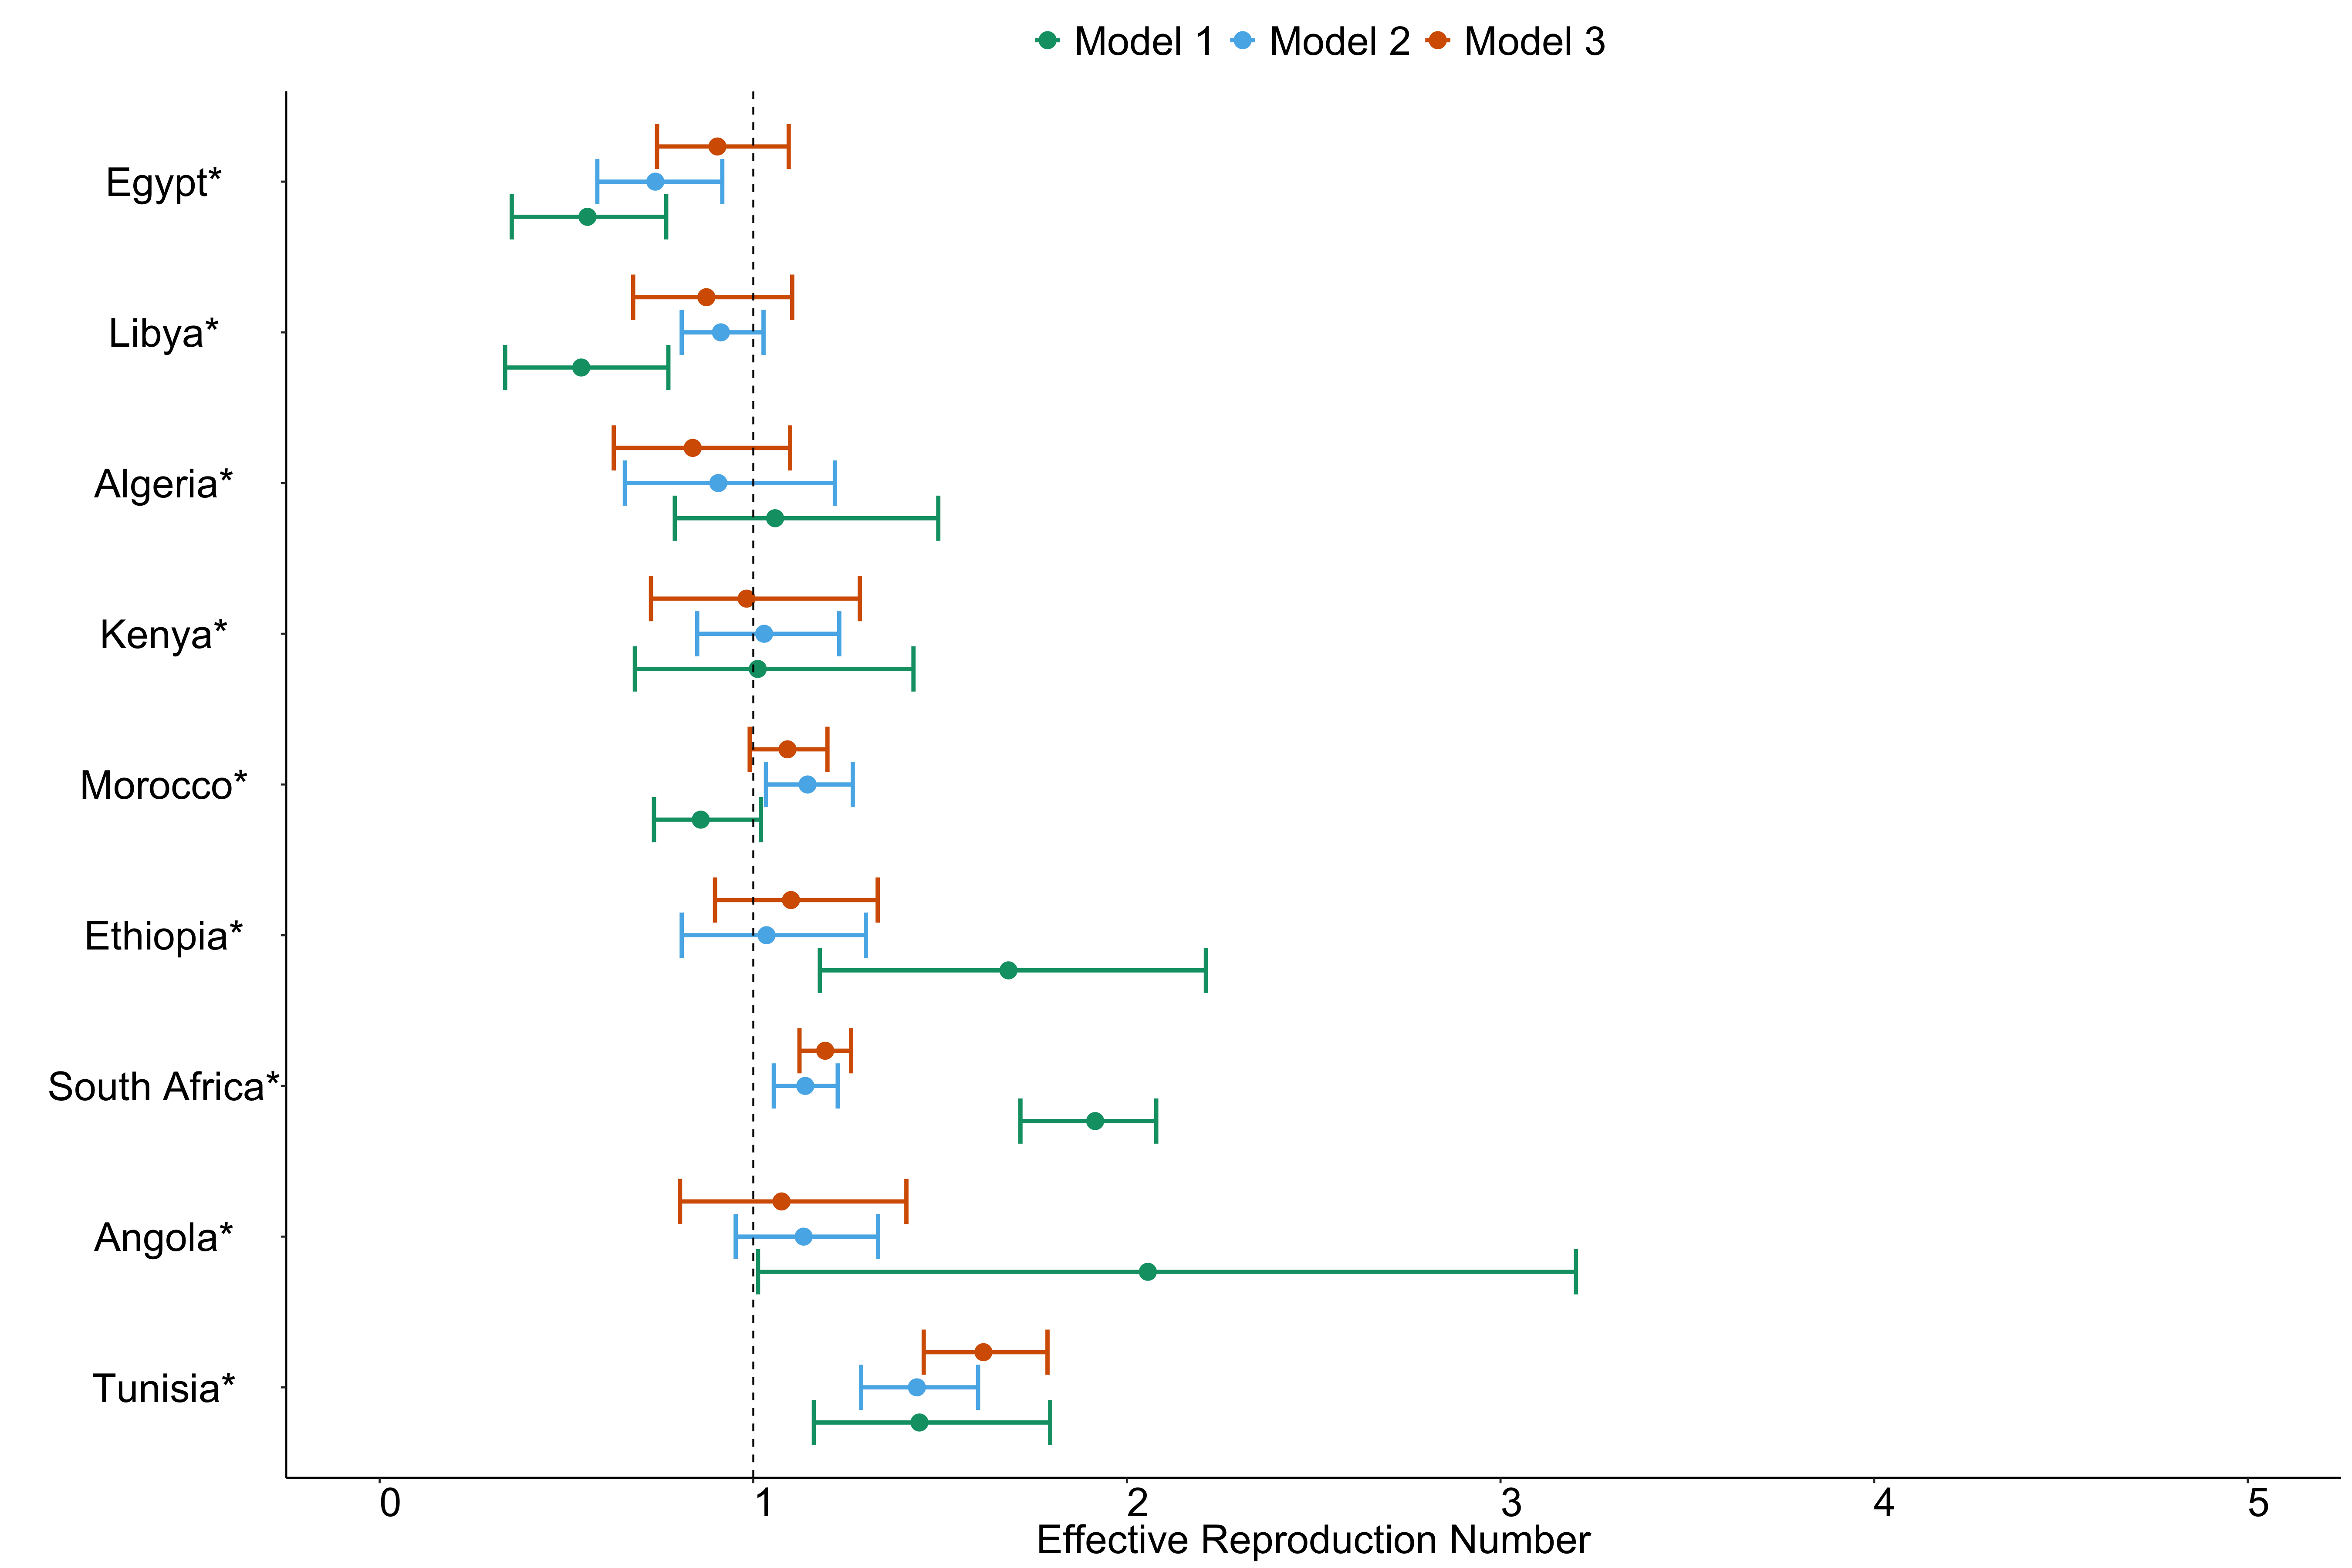 Model 1 Model 2 Model 3
Egypt*
Libya*
Algeria*
Kenya*
Morocco*
Ethiopia*
South Africa*
Angola*
Tunisia*
0 1 2 3 4 5
Effective Reproduction Number